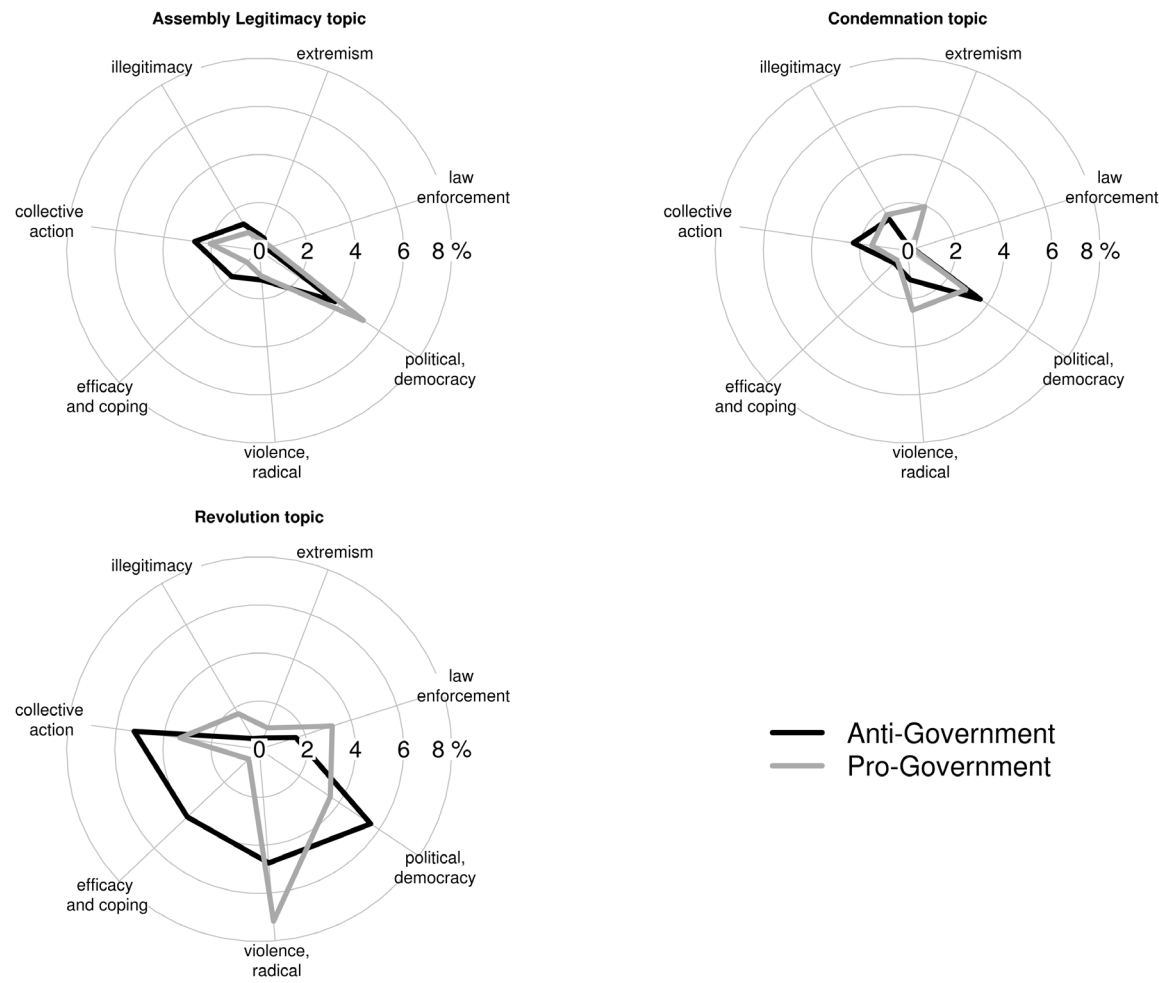 Assembly Legitimacy topic
extremism
illegitimacy
law
enforcement
collective
action
0 2 4 6 8 %
political,
democracy
efficacy
and coping
violence,
radical
Condemnation topic
extremism
illegitimacy
law
enforcement
collective
action
0 2 4 6 8 %
political,
democracy
efficacy
and coping
violence,
radical
Revolution topic
extremism
illegitimacy
law
enforcement
collective
action
0 2 4 6 8 %
political,
democracy
efficacy
and coping
violence,
radical
Anti-Government
Pro-Government